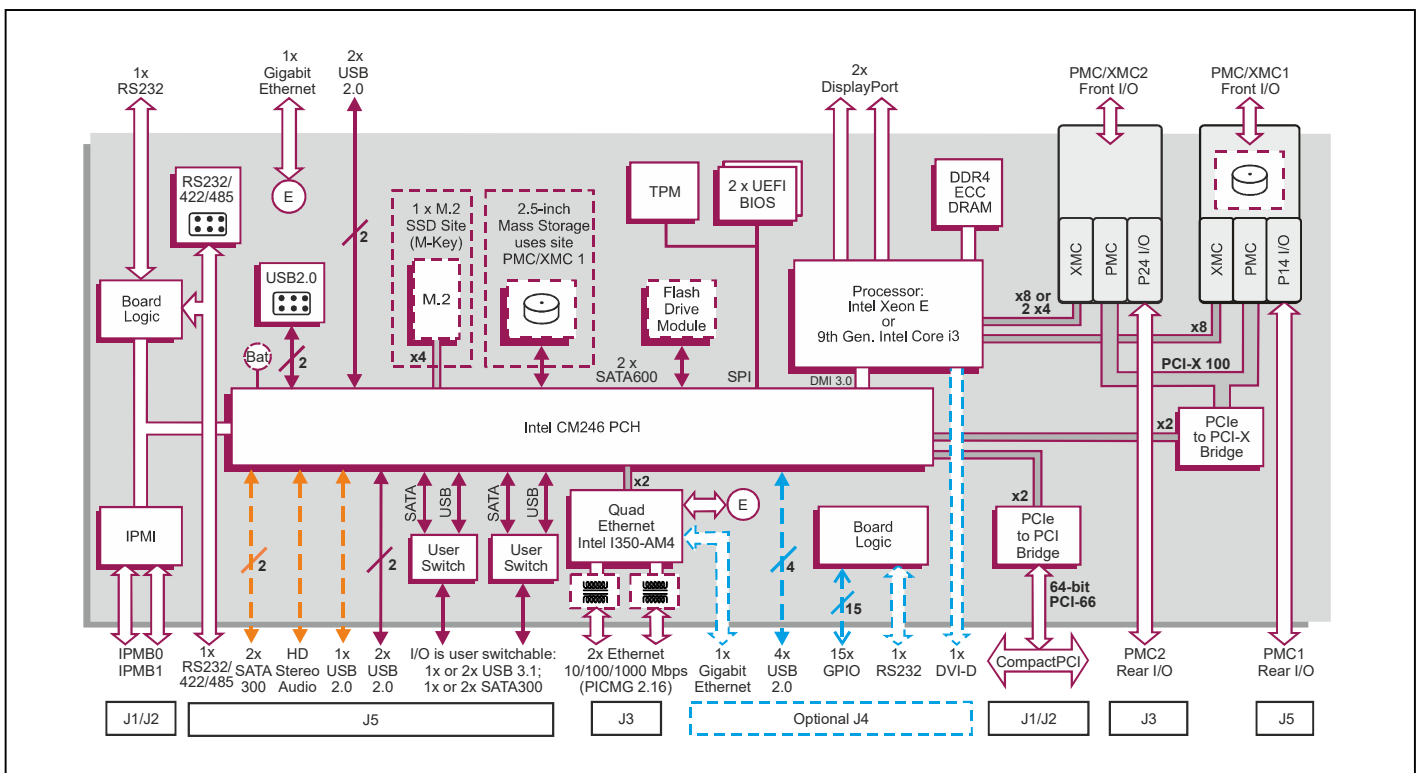 1x
RS232
1x
Gigabit
Ethernet
2x
USB
2.0
2x
DisplayPort
PMC/XMC2
Front I/O
PMC/XMC1
Front I/O
RS232/
422/485
E
2
1 x M.2
SSD Site
(M-Key)
M.2
x4
2.5-inch
Mass Storage
uses site
PMC/XMC 1
TPM
2 x UEFI
BIOS
DDR4
ECC
DRAM
XMC
PMC
P24 I/O
XMC
PMC
P14 I/O
Board
Logic
USB2.0
2
Bat
Flash
Drive
Module
2 x
SATA600
SPI
Processor:
Intel Xeon E
or
9th Gen. Intel Core i3
DMI 3.0
x8 or
2 x4
x8
PCI-X 100
Intel CM246 PCH
x2
PCIe
to PCI-X
Bridge
IPMI
2
2
SATA
USB
User
Switch
SATA
USB
User
Switch
x2
Quad
Ethernet
Intel I350-AM4
E
4
Board
Logic
15
x2
PCIe
to PCI
Bridge
64-bit
PCI-66
CompactPCI
IPMB0
IPMB1
1x
RS232/
422/485
2x
SATA
300
HD
Stereo
Audio
1x
USB
2.0
2x
USB
2.0
I/O is user switchable:
1x or 2x USB 3.1;
1x or 2x SATA300
2x Ethernet
10/100/1000 Mbps
(PICMG 2.16)
1x
Gigabit
Ethernet
4x
USB
2.0
15x
GPIO
1x
RS232
1x
DVI-D
PMC2
Rear I/O
PMC1
Rear I/O
J1/J2
J5
J3
Optional J4
J1/J2
J3
J5